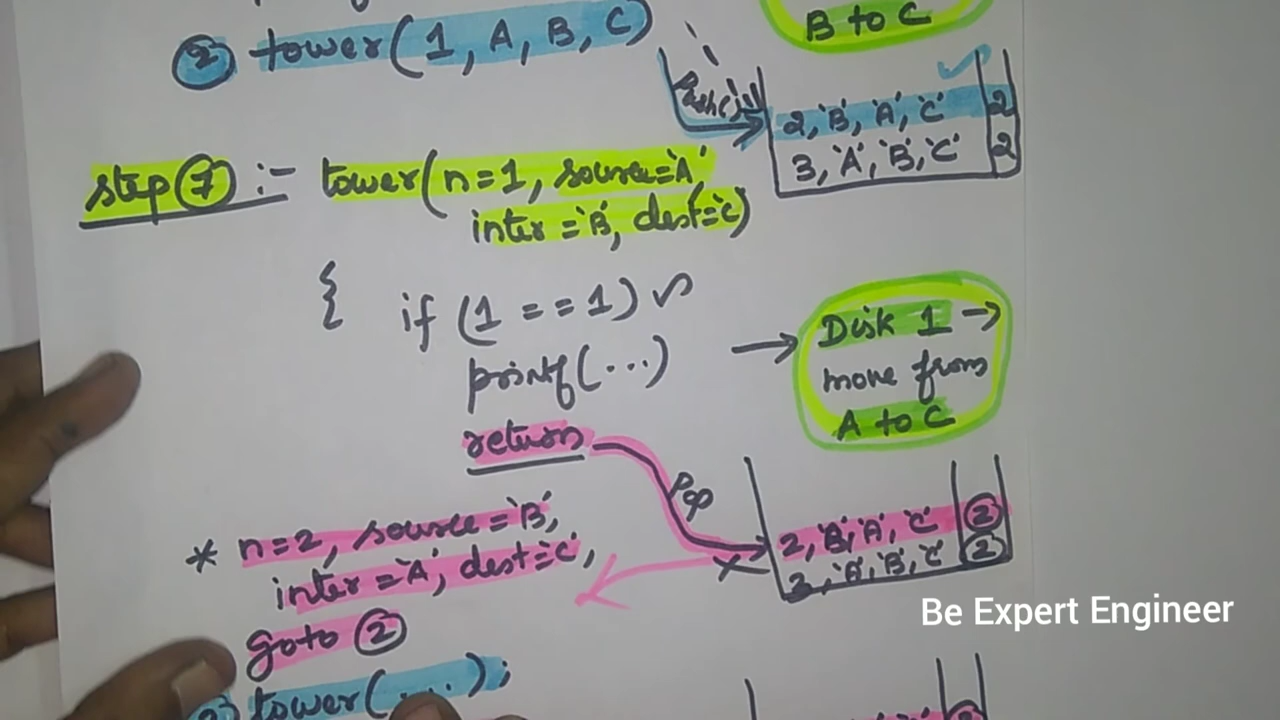 B to C
② tower(1, A, B, C)
Push( )
2, 'B', 'A', 'C' 2
3, 'A', 'B', 'C' 2
step ⑦ :- tower(n=1, source='A'
inter='B', dest='C')
{ if (1 == 1) ✓
printf(...)
→ Disk 1 →
move from
A to C
return
Pop
2, 'B', 'A', 'C' ②
3, 'A', 'B', 'C' ②
* n=2, source='B',
inter='A', dest='C',
goto ②
tower(...);
Be Expert Engineer